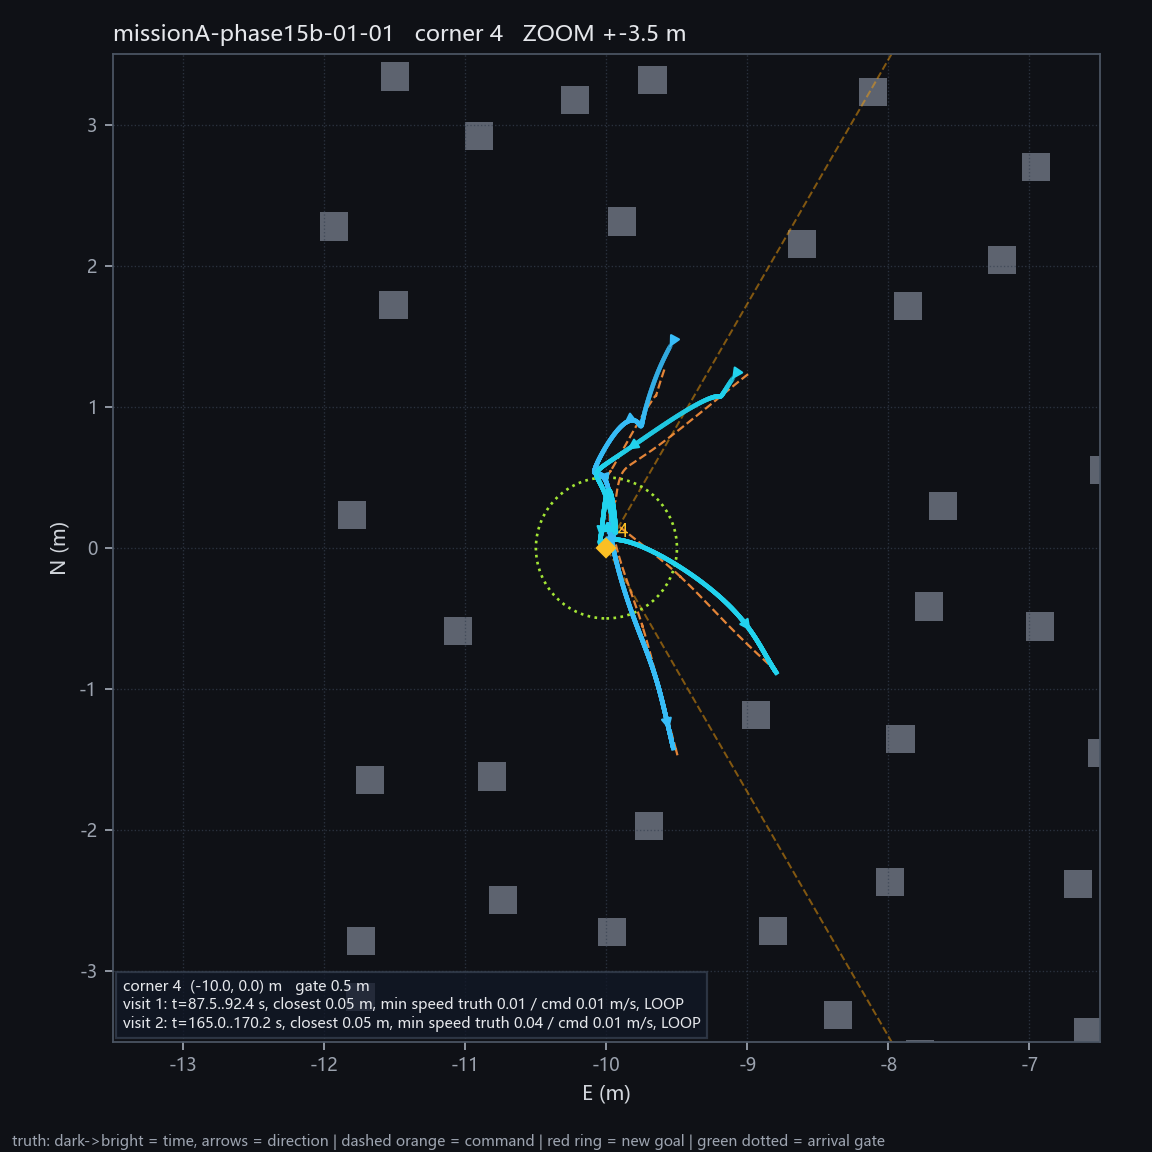 missionA-phase15b-01-01   corner 4   ZOOM +-3.5 m
3
2
1
0
-1
-2
-3
N (m)
4
corner 4  (-10.0, 0.0) m   gate 0.5 m
visit 1: t=87.5..92.4 s, closest 0.05 m, min speed truth 0.01 / cmd 0.01 m/s, LOOP
visit 2: t=165.0..170.2 s, closest 0.05 m, min speed truth 0.04 / cmd 0.01 m/s, LOOP
-13 -12 -11 -10 -9 -8 -7
E (m)
truth: dark->bright = time, arrows = direction | dashed orange = command | red ring = new goal | green dotted = arrival gate